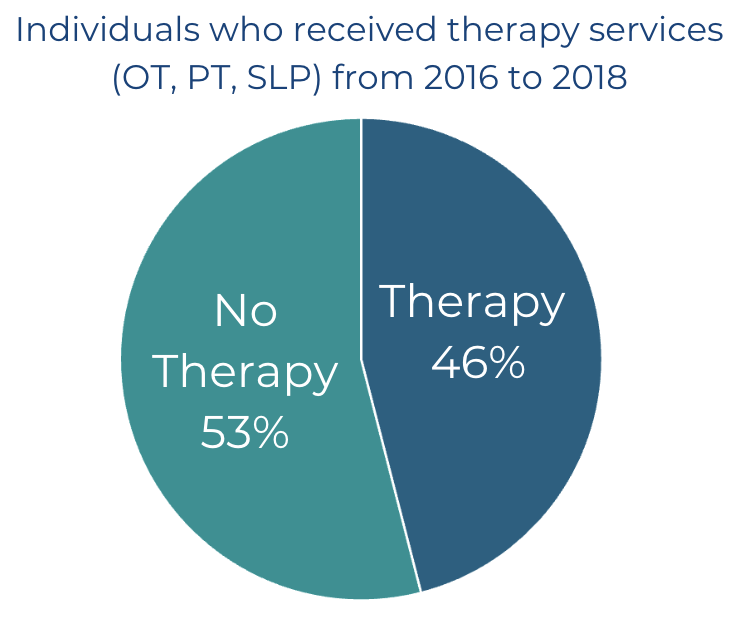 Individuals who received therapy services
(OT, PT, SLP) from 2016 to 2018
No
Therapy
53%
Therapy
46%